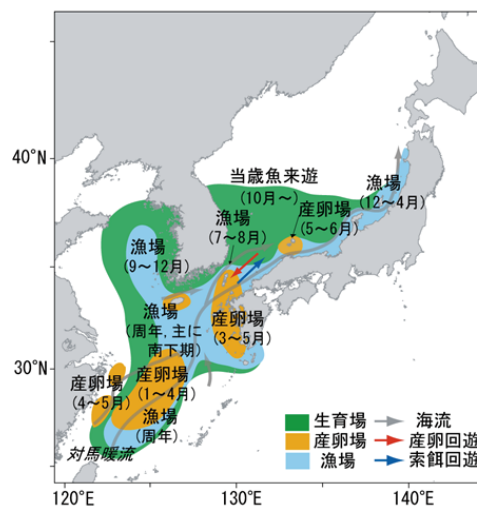 40°N
当歳魚来遊
(10月～)
漁場
(12～4月)
漁場
(7～8月)
産卵場
(5～6月)
漁場
(9～12月)
漁場
(周年, 主に
南下期)
産卵場
(3～5月)
30°N
産卵場
(4～5月)
産卵場
(1～4月)
漁場
(周年)
対馬暖流
生育場
海流
産卵場
産卵回遊
漁場
索餌回遊
120°E
130°E
140°E